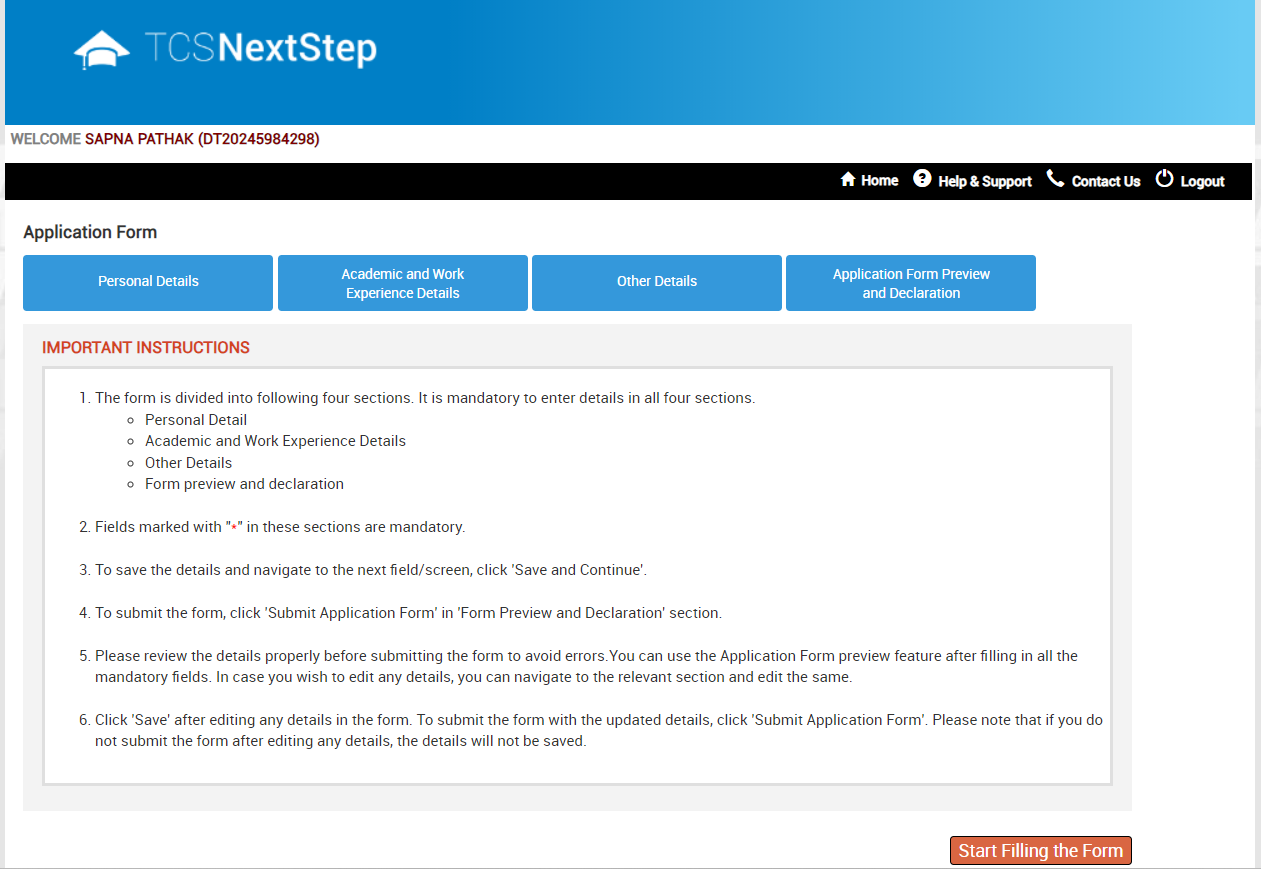 TCSNextStep
WELCOME SAPNA PATHAK (DT20245984298)
Home ? Help & Support Contact Us Logout
Application Form
Personal Details
Academic and Work
Experience Details
Other Details
Application Form Preview
and Declaration
IMPORTANT INSTRUCTIONS
1. The form is divided into following four sections. It is mandatory to enter details in all four sections.
Personal Detail
Academic and Work Experience Details
Other Details
Form preview and declaration
2. Fields marked with "*" in these sections are mandatory.
3. To save the details and navigate to the next field/screen, click 'Save and Continue'.
4. To submit the form, click 'Submit Application Form' in 'Form Preview and Declaration' section.
5. Please review the details properly before submitting the form to avoid errors.You can use the Application Form preview feature after filling in all the
mandatory fields. In case you wish to edit any details, you can navigate to the relevant section and edit the same.
6. Click 'Save' after editing any details in the form. To submit the form with the updated details, click 'Submit Application Form'. Please note that if you do
not submit the form after editing any details, the details will not be saved.
Start Filling the Form